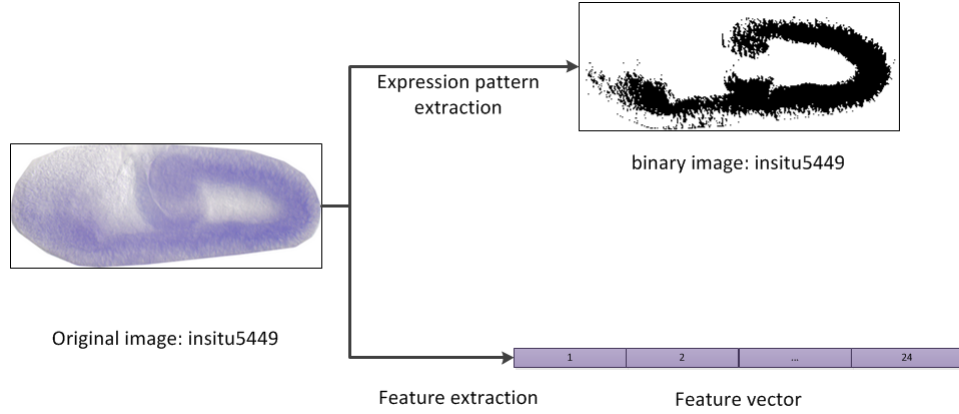 Expression pattern
extraction
binary image: insitu5449
Original image: insitu5449
1 2 ... 24
Feature extraction Feature vector